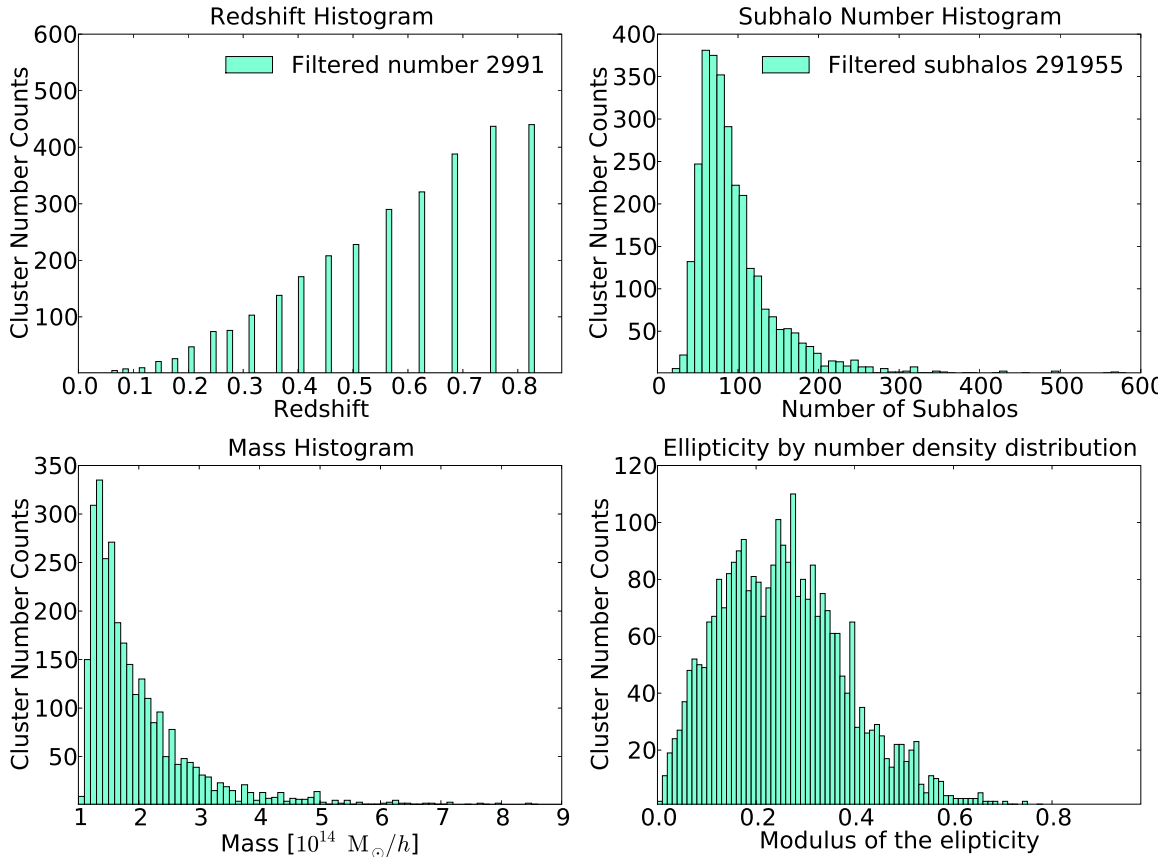 Redshift Histogram
600
500
400
300
200
100
Cluster Number Counts
Filtered number 2991
0.0 0.1 0.2 0.3 0.4 0.5 0.6 0.7 0.8
Redshift
Subhalo Number Histogram
400
350
300
250
200
150
100
50
Cluster Number Counts
Filtered subhalos 291955
0 100 200 300 400 500 600
Number of Subhalos
Mass Histogram
350
300
250
200
150
100
50
Cluster Number Counts
1 2 3 4 5 6 7 8 9
Mass [10¹⁴ M☉/h]
Ellipticity by number density distribution
120
100
80
60
40
20
Cluster Number Counts
0.0 0.2 0.4 0.6 0.8
Modulus of the elipticity